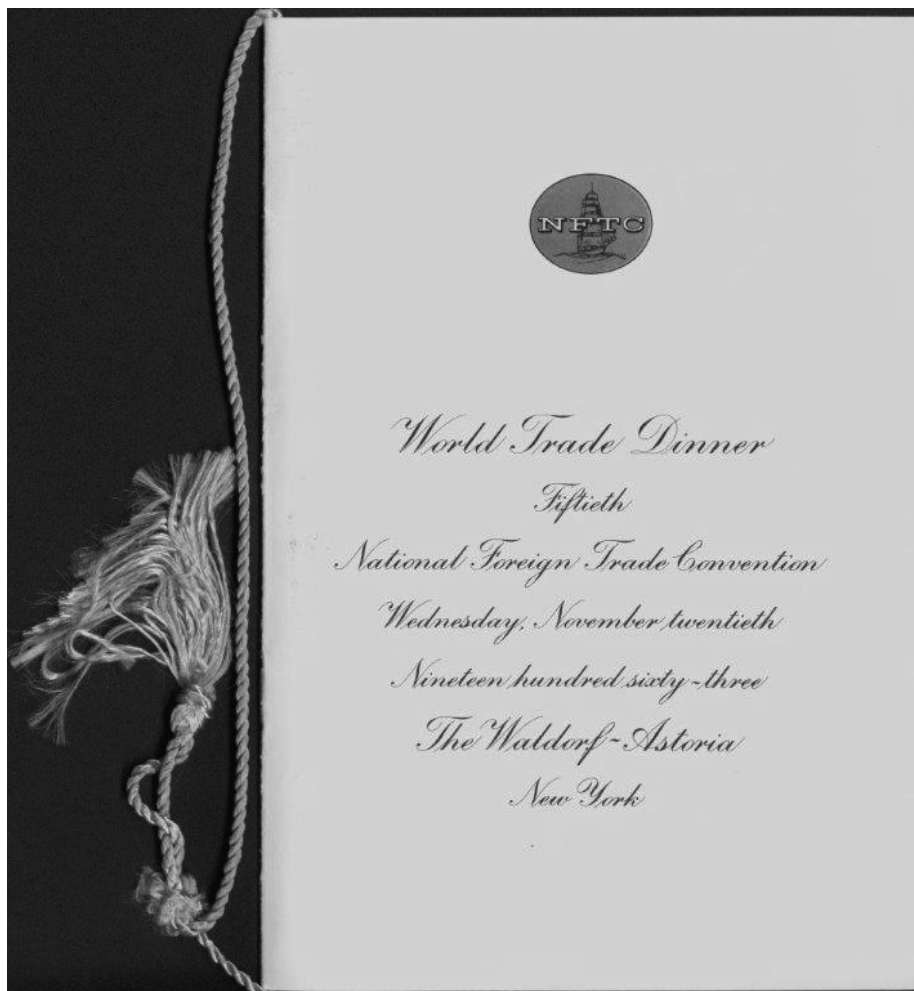 NFTC
World Trade Dinner
Fiftieth
National Foreign Trade Convention
Wednesday, November twentieth
Nineteen hundred sixty-three
The Waldorf-Astoria
New York